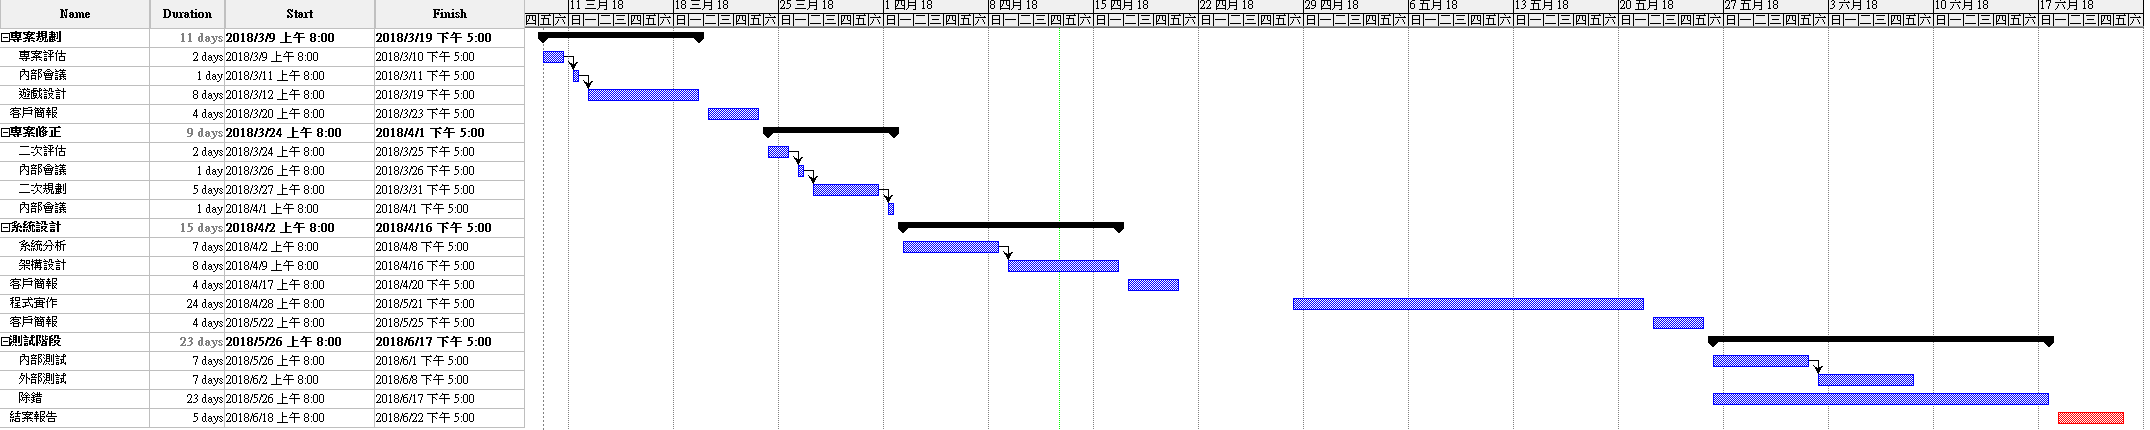 Name Duration Start Finish 11 三月 18 18 三月 18 25 三月 18 1 四月 18 8 四月 18 15 四月 18 22 四月 18 29 四月 18 6 五月 18 13 五月 18 20 五月 18 27 五月 18 3 六月 18 10 六月 18 17 六月 18
四 五 六 日 一 二 三 四 五 六 日 一 二 三 四 五 六 日 一 二 三 四 五 六 日 一 二 三 四 五 六 日 一 二 三 四 五 六 日 一 二 三 四 五 六 日 一 二 三 四 五 六 日 一 二 三 四 五 六 日 一 二 三 四 五 六 日 一 二 三 四 五 六 日 一 二 三 四 五 六 日 一 二 三 四 五 六 日 一 二 三 四 五 六 日 一 二 三 四 五 六 日 一 二 三 四 五 六
專案規劃 11 days 2018/3/9 上午 8:00 2018/3/19 下午 5:00
專案評估 2 days 2018/3/9 上午 8:00 2018/3/10 下午 5:00
內部會議 1 day 2018/3/11 上午 8:00 2018/3/11 下午 5:00
遊戲設計 8 days 2018/3/12 上午 8:00 2018/3/19 下午 5:00
客戶簡報 4 days 2018/3/20 上午 8:00 2018/3/23 下午 5:00
專案修正 9 days 2018/3/24 上午 8:00 2018/4/1 下午 5:00
二次評估 2 days 2018/3/24 上午 8:00 2018/3/25 下午 5:00
內部會議 1 day 2018/3/26 上午 8:00 2018/3/26 下午 5:00
二次規劃 5 days 2018/3/27 上午 8:00 2018/3/31 下午 5:00
內部會議 1 day 2018/4/1 上午 8:00 2018/4/1 下午 5:00
系統設計 15 days 2018/4/2 上午 8:00 2018/4/16 下午 5:00
系統分析 7 days 2018/4/2 上午 8:00 2018/4/8 下午 5:00
架構設計 8 days 2018/4/9 上午 8:00 2018/4/16 下午 5:00
客戶簡報 4 days 2018/4/17 上午 8:00 2018/4/20 下午 5:00
程式實作 24 days 2018/4/28 上午 8:00 2018/5/21 下午 5:00
客戶簡報 4 days 2018/5/22 上午 8:00 2018/5/25 下午 5:00
測試階段 23 days 2018/5/26 上午 8:00 2018/6/17 下午 5:00
內部測試 7 days 2018/5/26 上午 8:00 2018/6/1 下午 5:00
外部測試 7 days 2018/6/2 上午 8:00 2018/6/8 下午 5:00
除錯 23 days 2018/5/26 上午 8:00 2018/6/17 下午 5:00
結案報告 5 days 2018/6/18 上午 8:00 2018/6/22 下午 5:00